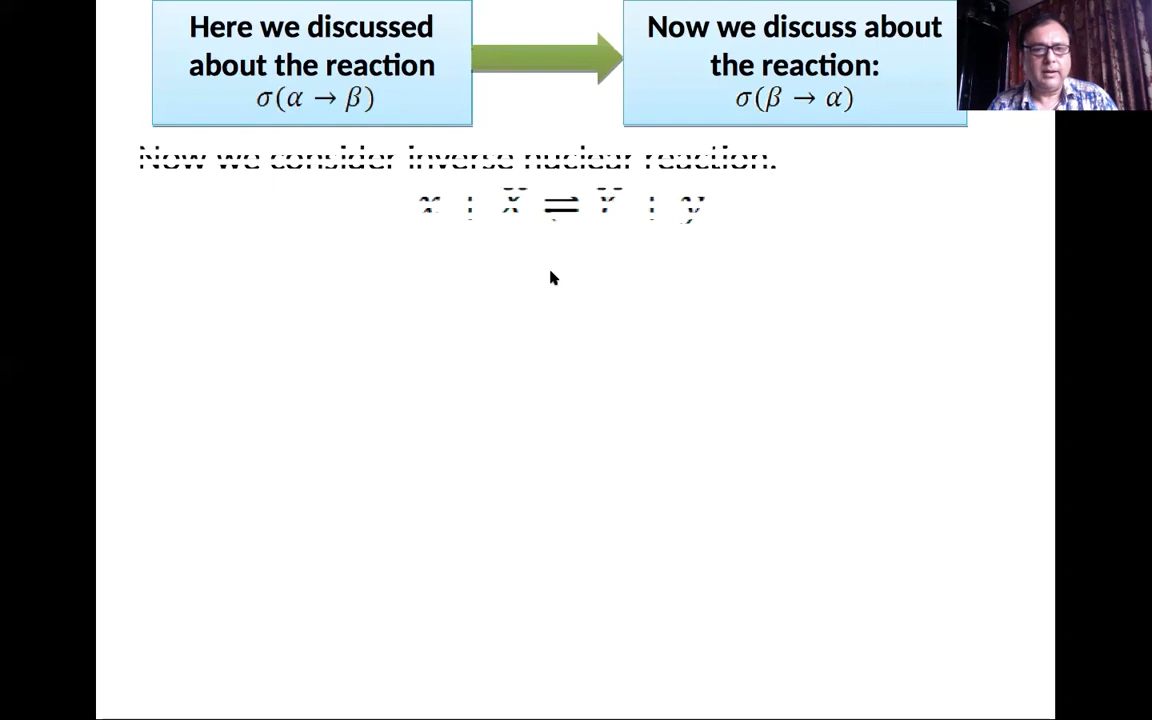 Here we discussed
about the reaction
σ(α → β)
Now we discuss about
the reaction:
σ(β → α)
Now we consider inverse nuclear reaction.
x + X ⇌ Y + y